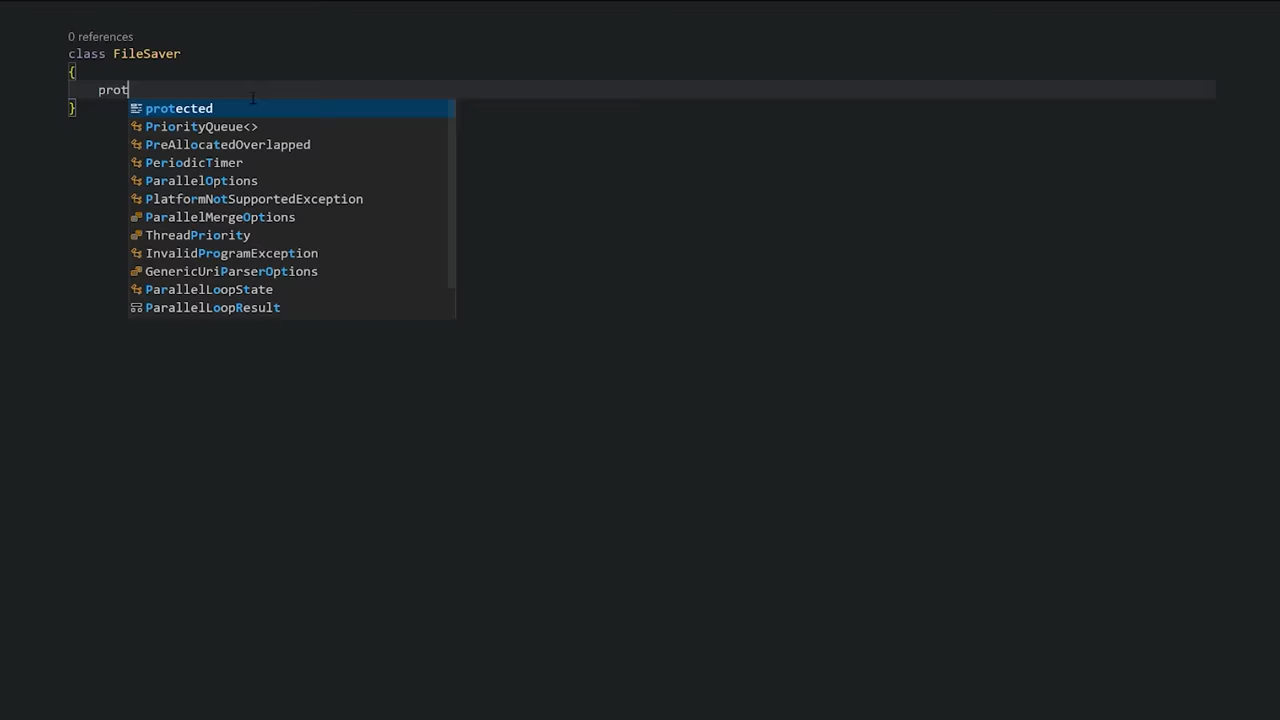 0 references
class FileSaver
{
prot
}
protected
PriorityQueue<>
PreAllocatedOverlapped
PeriodicTimer
ParallelOptions
PlatformNotSupportedException
ParallelMergeOptions
ThreadPriority
InvalidProgramException
GenericUriParserOptions
ParallelLoopState
ParallelLoopResult